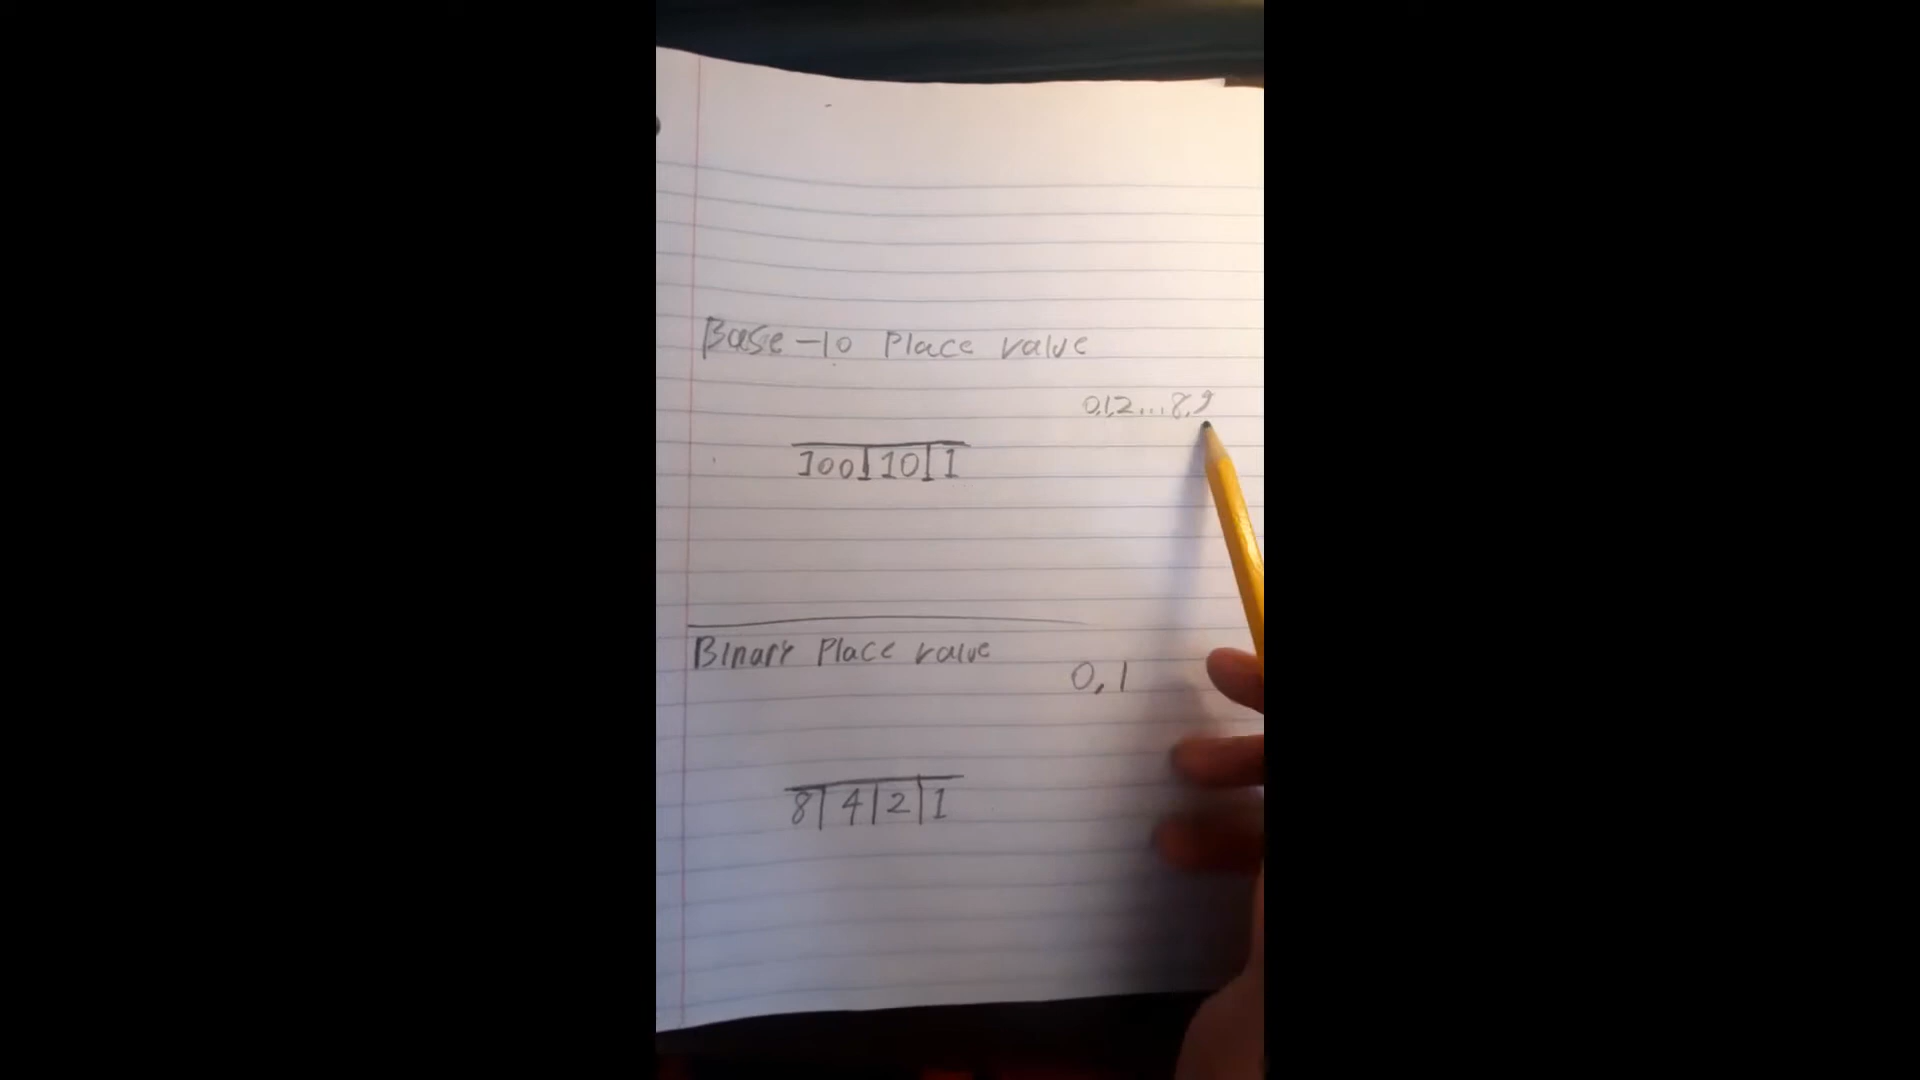 Base-10 Place value
0,1,2...8,9
100|10|1
Binary Place value
0,1
8|4|2|1